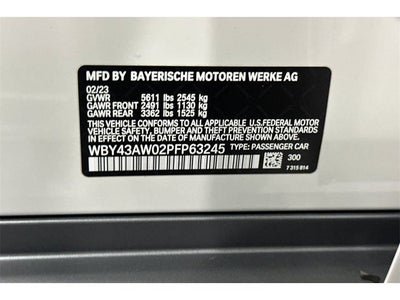 MFD BY BAYERISCHE MOTOREN WERKE AG
02/23
GVWR 5611 lbs 2545 kg
GAWR FRONT 2491 lbs 1130 kg
GAWR REAR 3362 lbs 1525 kg
THIS VEHICLE CONFORMS TO ALL APPLICABLE U.S.FEDERAL MOTOR
VEHICLE SAFETY, BUMPER AND THEFT PREVENTION STANDARDS
IN EFFECT ON THE DATE OF MANUFACTURE SHOWN ABOVE.
WBY43AW02PFP63245 TYPE: PASSENGER CAR
300
7 315 814